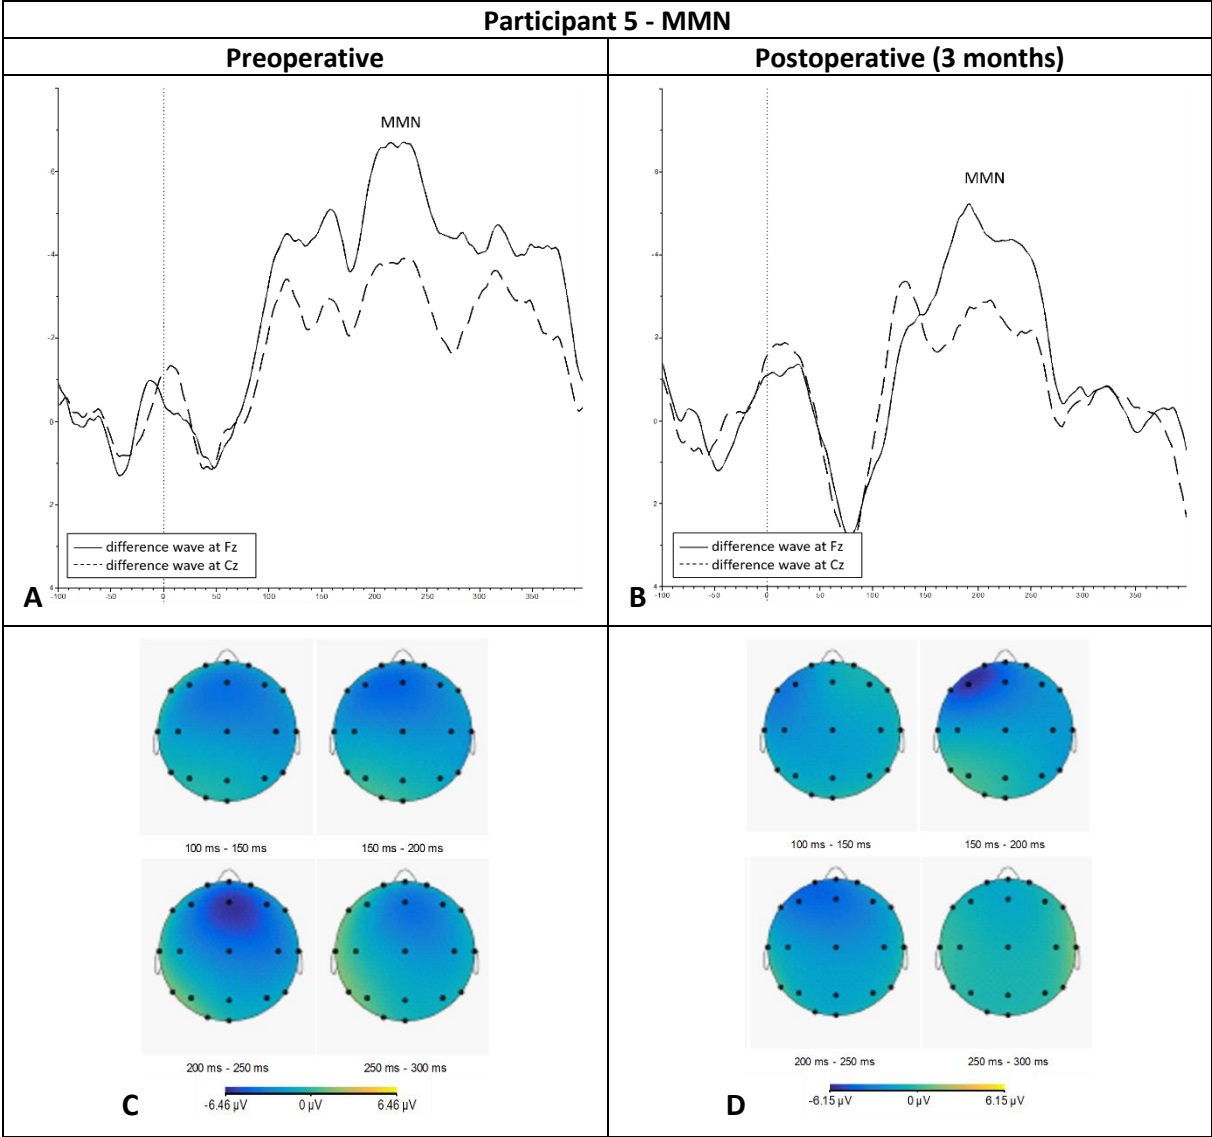 Participant 5 - MMN
Preoperative
Postoperative (3 months)
MMN
-6
-4
-2
0
2
4
-100 -50 0 50 100 150 200 250 300 350
difference wave at Fz
difference wave at Cz
A
MMN
-6
-4
2
0
2
4
-100 -50 0 50 100 150 200 250 300 350
difference wave at Fz
difference wave at Cz
B
100 ms - 150 ms
150 ms - 200 ms
200 ms - 250 ms
250 ms - 300 ms
-6.46 µV 0 µV 6.46 µV
C
100 ms - 150 ms
150 ms - 200 ms
200 ms - 250 ms
250 ms - 300 ms
-6.15 µV 0 µV 6.15 µV
D